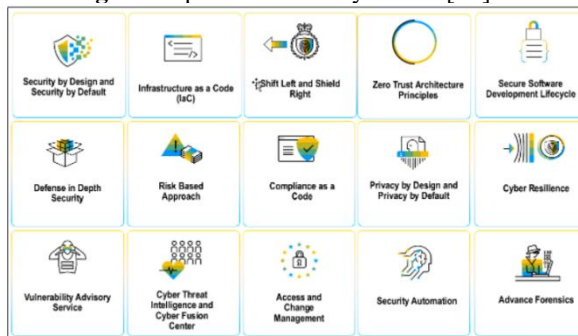 Security by Design and
Security by Default
Infrastructure as a Code
(IaC)
Shift Left and Shield
Right
Zero Trust Architecture
Principles
Secure Software
Development Lifecycle
Defense in Depth
Security
Risk Based
Approach
Compliance as a
Code
Privacy by Design and
Privacy by Default
Cyber Resilience
Vulnerability Advisory
Service
Cyber Threat
Intelligence and
Cyber Fusion
Center
Access and
Change
Management
Security Automation
Advance Forensics